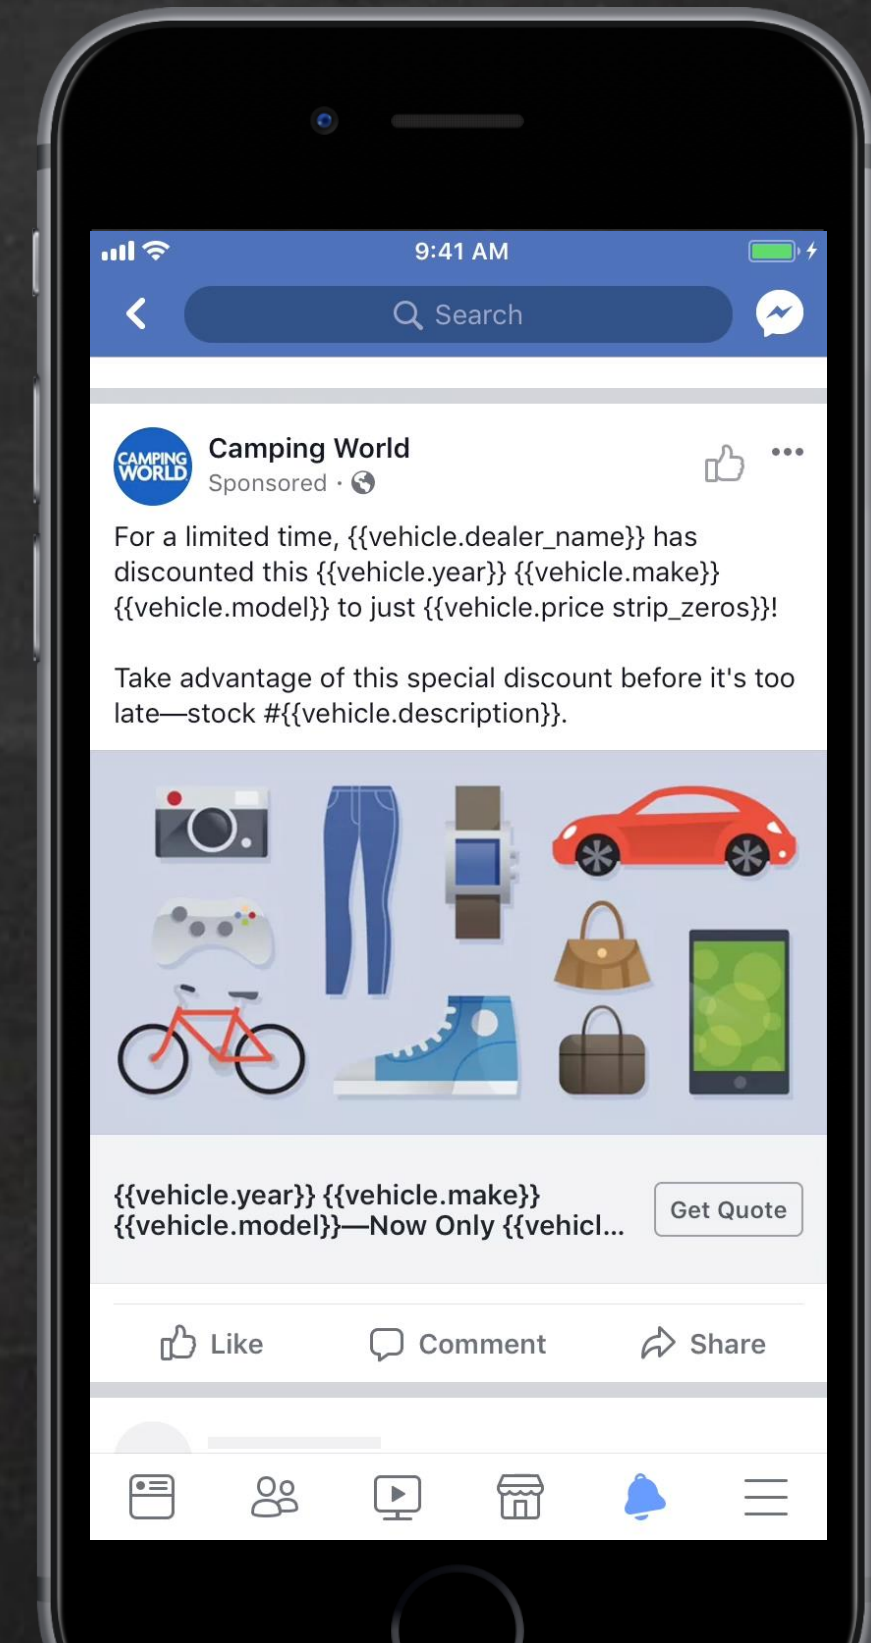 9:41 AM
Search
CAMPING
WORLD
Camping World
Sponsored ·
For a limited time, {{vehicle.dealer_name}} has
discounted this {{vehicle.year}} {{vehicle.make}}
{{vehicle.model}} to just {{vehicle.price strip_zeros}}!
Take advantage of this special discount before it's too
late—stock #{{vehicle.description}}.
{{vehicle.year}} {{vehicle.make}}
{{vehicle.model}}—Now Only {{vehicl...
Get Quote
Like
Comment
Share